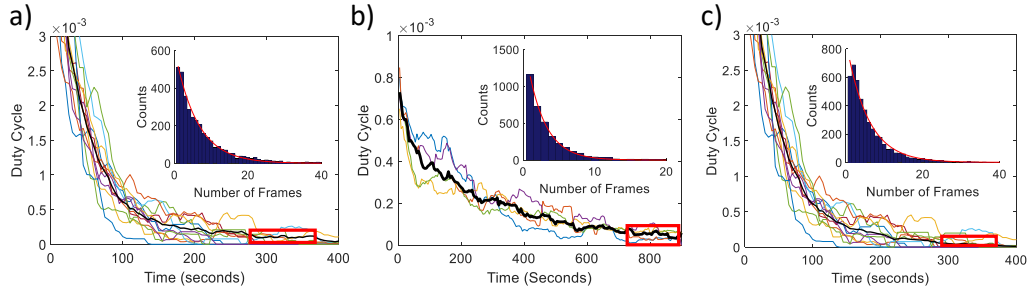 a)
×10⁻³
3
2.5
2
1.5
1
0.5
0
Duty Cycle
0 100 200 300 400
Time (seconds)
600
400
200
0
Counts
0 20 40
Number of Frames
b)
×10⁻³
1
0.8
0.6
0.4
0.2
0
Duty Cycle
0 200 400 600 800
Time (Seconds)
1500
1000
500
0
Counts
0 10 20
Number of Frames
c)
×10⁻³
3
2.5
2
1.5
1
0.5
0
Duty Cycle
0 100 200 300 400
Time (seconds)
800
600
400
200
0
Counts
0 20 40
Number of Frames